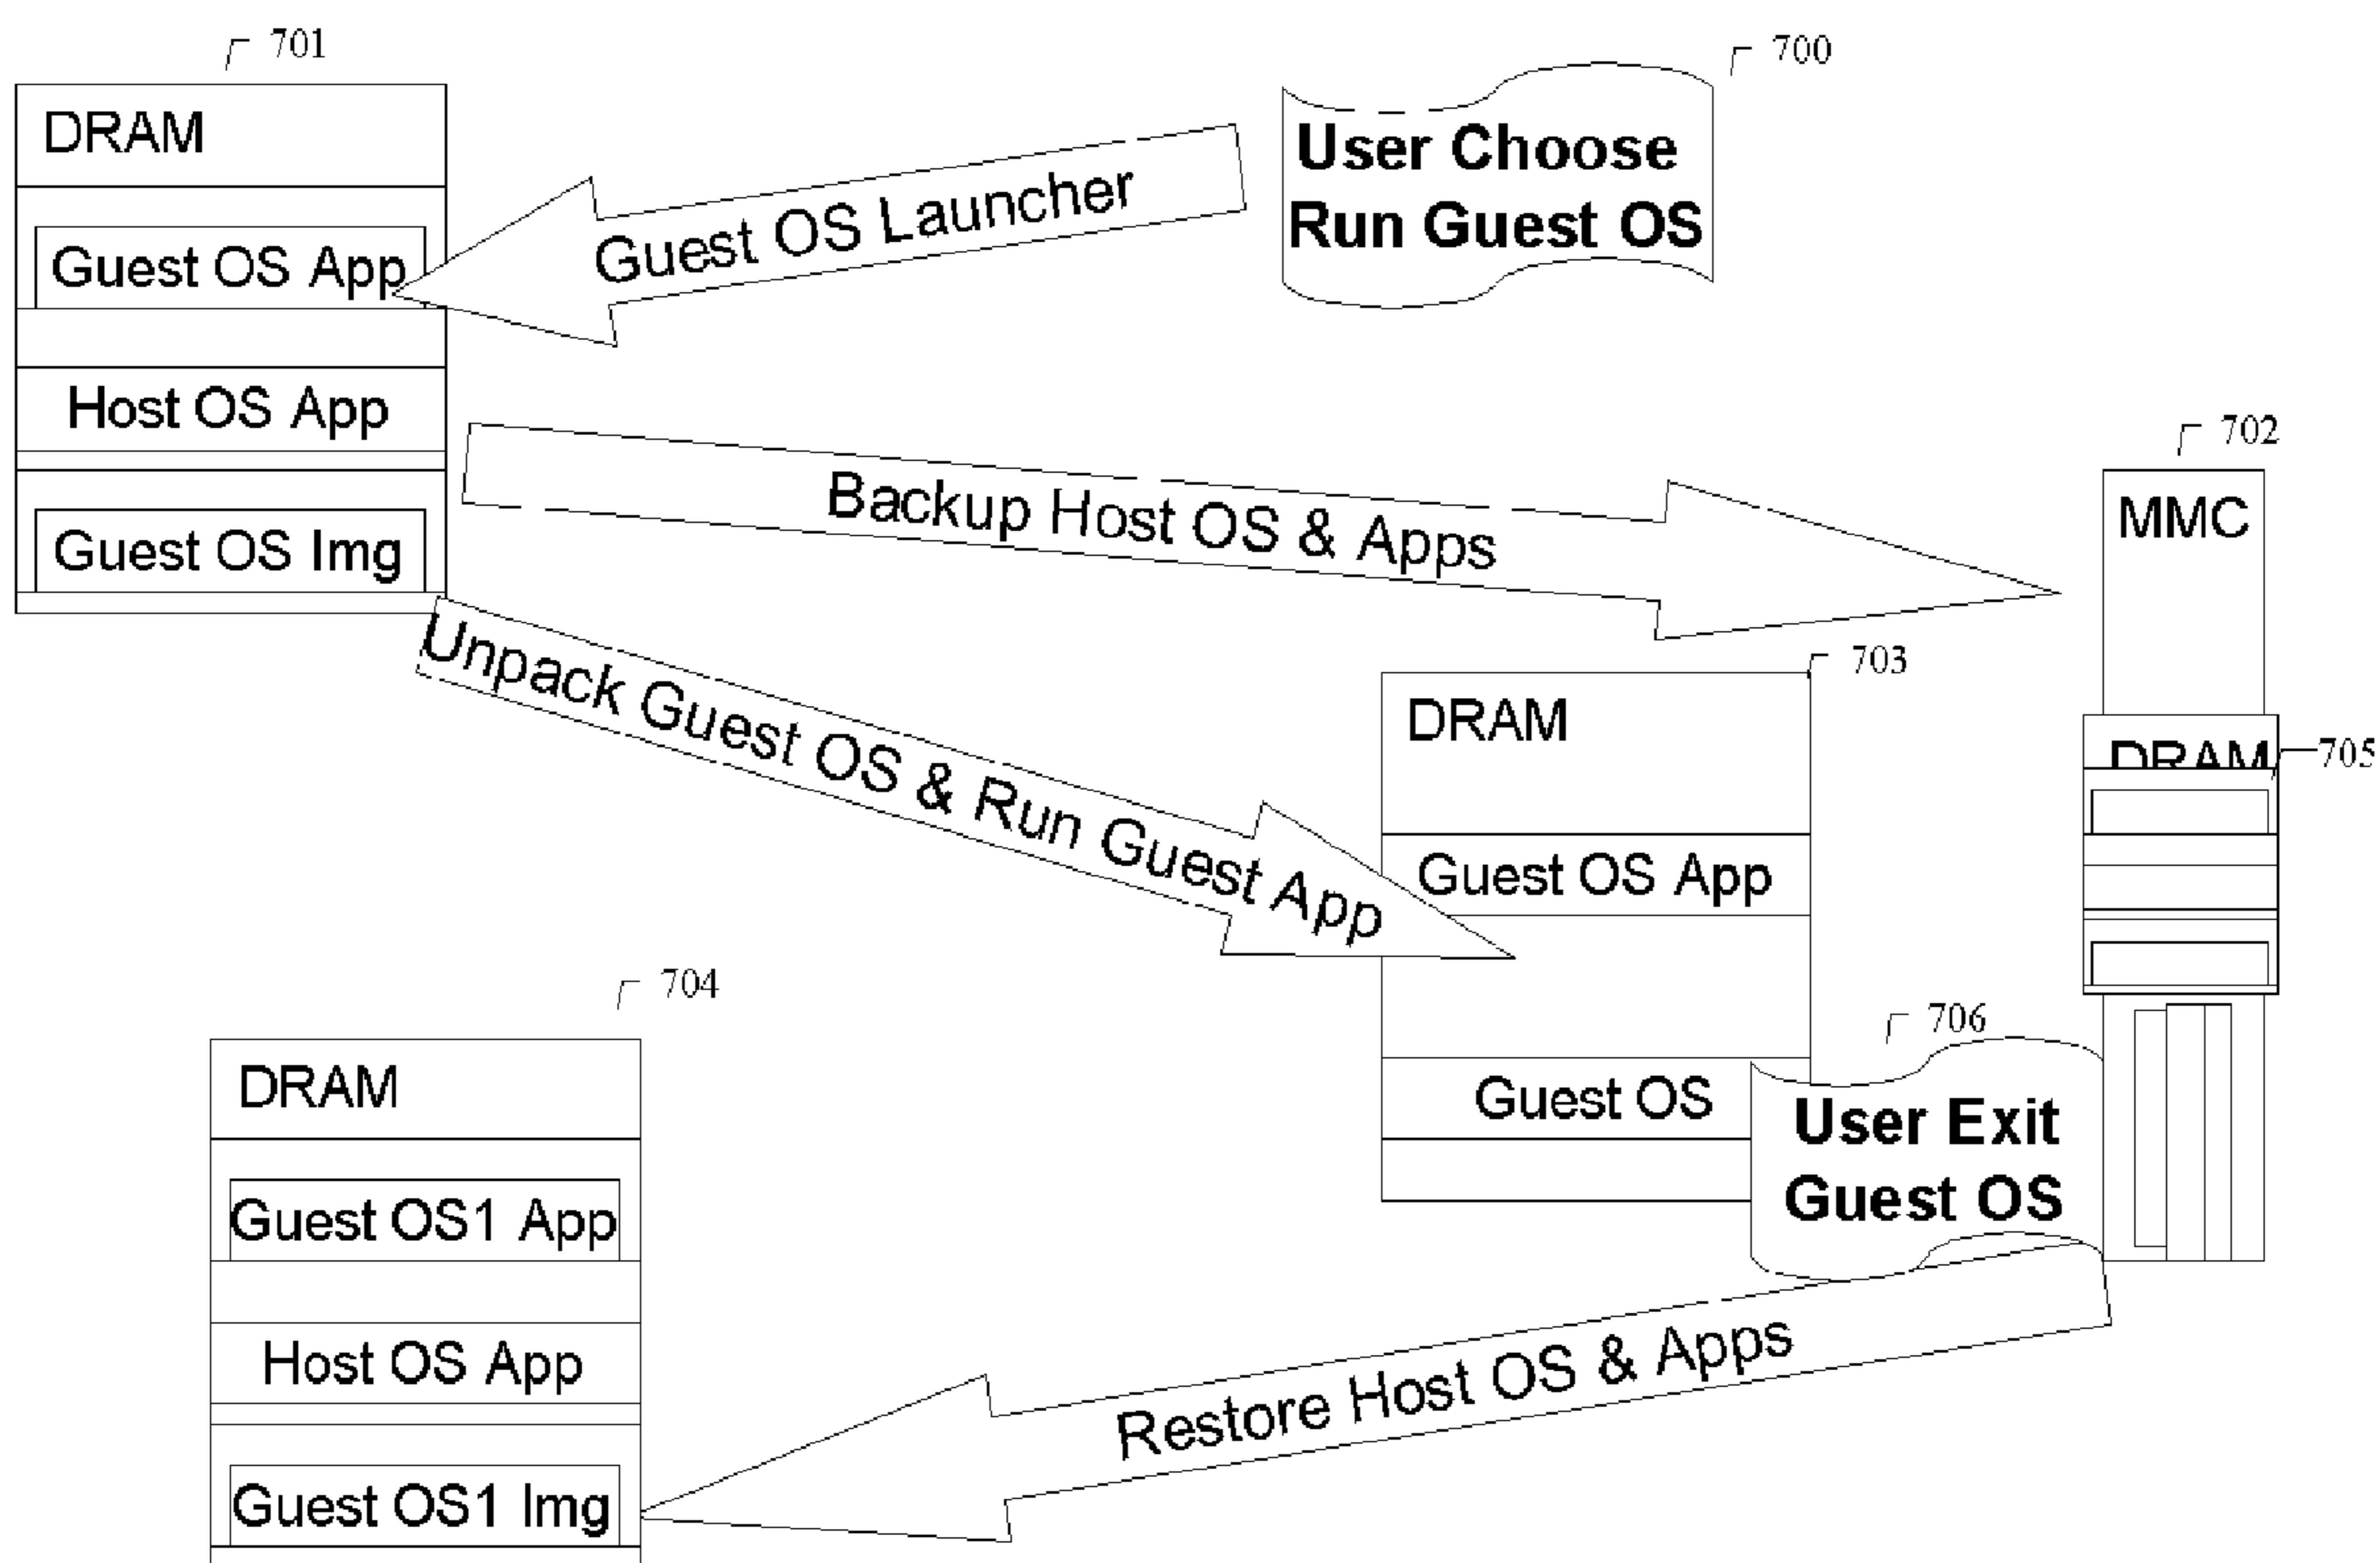 701
DRAM
Guest OS App
Host OS App
Guest OS Img
Guest OS Launcher
700
User Choose
Run Guest OS
Backup Host OS & Apps
702
MMC
Unpack Guest OS & Run Guest App
703
DRAM
Guest OS App
Guest OS
DRAM
705
706
User Exit
Guest OS
704
DRAM
Guest OS1 App
Host OS App
Guest OS1 Img
Restore Host OS & Apps